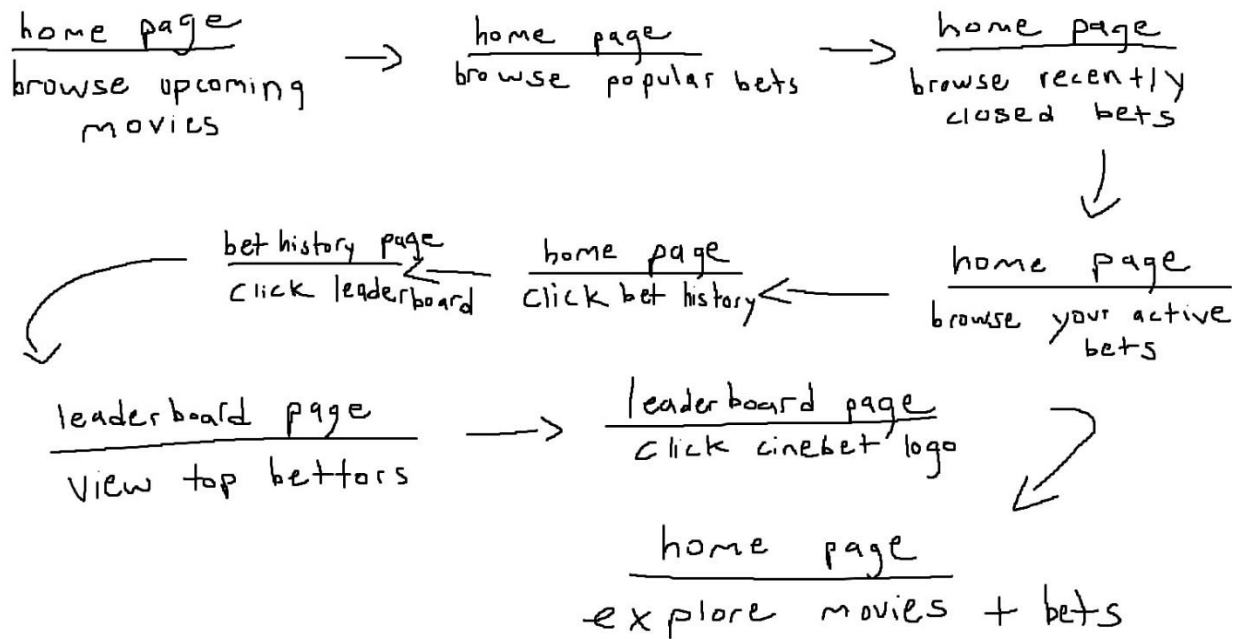 home page
browse upcoming
movies
home page
browse popular bets
home page
browse recently
closed bets
home page
browse your active
bets
home page
click bet history
bet history page
click leaderboard
leaderboard page
view top bettors
leaderboard page
click cinebet logo
home page
explore movies + bets